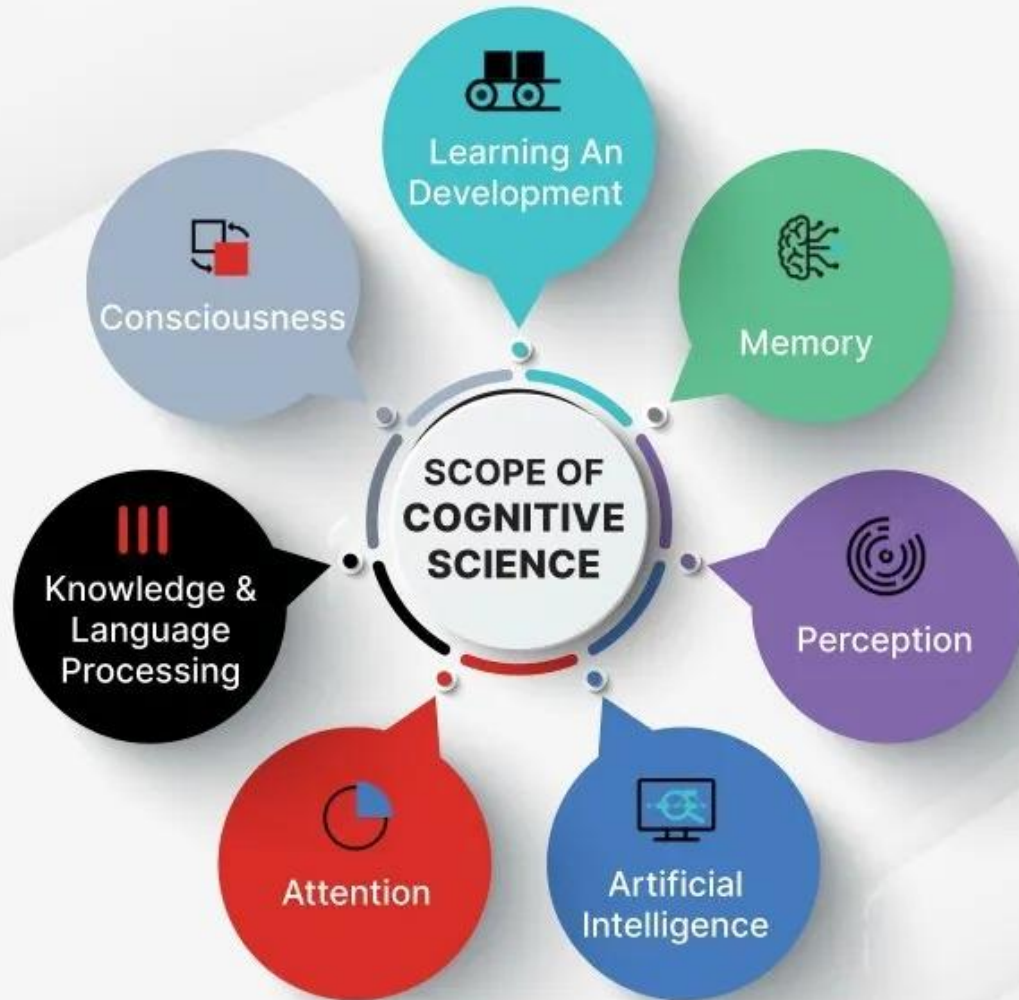 Learning An
Development
Memory
Perception
Artificial
Intelligence
Attention
Knowledge &
Language
Processing
Consciousness
SCOPE OF
COGNITIVE
SCIENCE